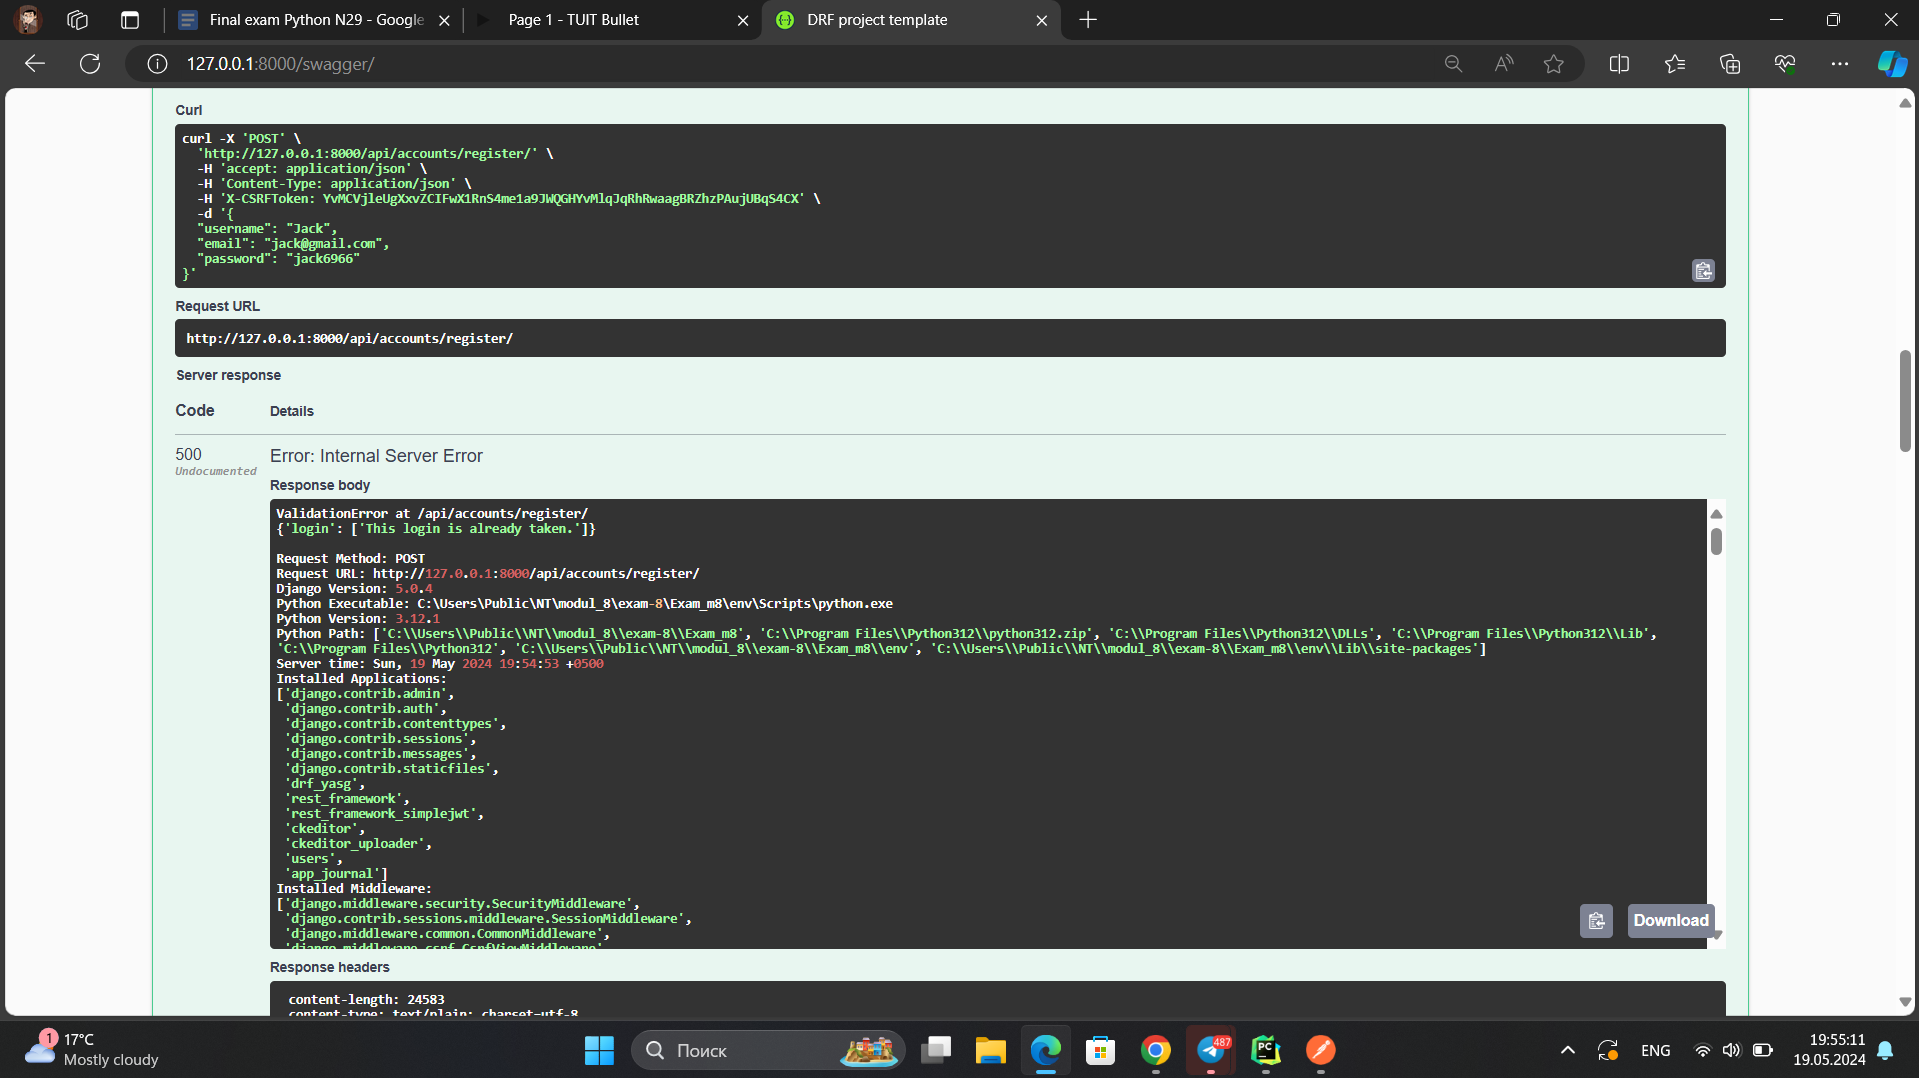 Final exam Python N29 - Google
Page 1 - TUIT Bullet
DRF project template
127.0.0.1:8000/swagger/
Curl
curl -X 'POST' \
'http://127.0.0.1:8000/api/accounts/register/' \
-H 'accept: application/json' \
-H 'Content-Type: application/json' \
-H 'X-CSRFToken: YvMCVjleUgXxvZCIFwX1RnS4me1a9JWQGHYvMlqJqRhRwaagBRZhzPAujUBqS4CX' \
-d '{
"username": "Jack",
"email": "jack@gmail.com",
"password": "jack6966"
}'
Request URL
http://127.0.0.1:8000/api/accounts/register/
Server response
Code Details
500 Error: Internal Server Error
Undocumented
Response body
ValidationError at /api/accounts/register/
{'login': ['This login is already taken.']}
Request Method: POST
Request URL: http://127.0.0.1:8000/api/accounts/register/
Django Version: 5.0.4
Python Executable: C:\Users\Public\NT\modul_8\exam-8\Exam_m8\env\Scripts\python.exe
Python Version: 3.12.1
Python Path: ['C:\\Users\\Public\\NT\\modul_8\\exam-8\\Exam_m8', 'C:\\Program Files\\Python312\\python312.zip', 'C:\\Program Files\\Python312\\DLLs', 'C:\\Program Files\\Python312\\Lib',
'C:\\Program Files\\Python312', 'C:\\Users\\Public\\NT\\modul_8\\exam-8\\Exam_m8\\env', 'C:\\Users\\Public\\NT\\modul_8\\exam-8\\Exam_m8\\env\\Lib\\site-packages']
Server time: Sun, 19 May 2024 19:54:53 +0500
Installed Applications:
['django.contrib.admin',
'django.contrib.auth',
'django.contrib.contenttypes',
'django.contrib.sessions',
'django.contrib.messages',
'django.contrib.staticfiles',
'drf_yasg',
'rest_framework',
'rest_framework_simplejwt',
'ckeditor',
'ckeditor_uploader',
'users',
'app_journal']
Installed Middleware:
['django.middleware.security.SecurityMiddleware',
'django.contrib.sessions.middleware.SessionMiddleware',
'django.middleware.common.CommonMiddleware',
'django.middleware.csrf.CsrfViewMiddleware'
Download
Response headers
content-length: 24583
content-type: text/plain; charset=utf-8
1
17°C
Mostly cloudy
Поиск
487
PC
ENG
19:55:11
19.05.2024